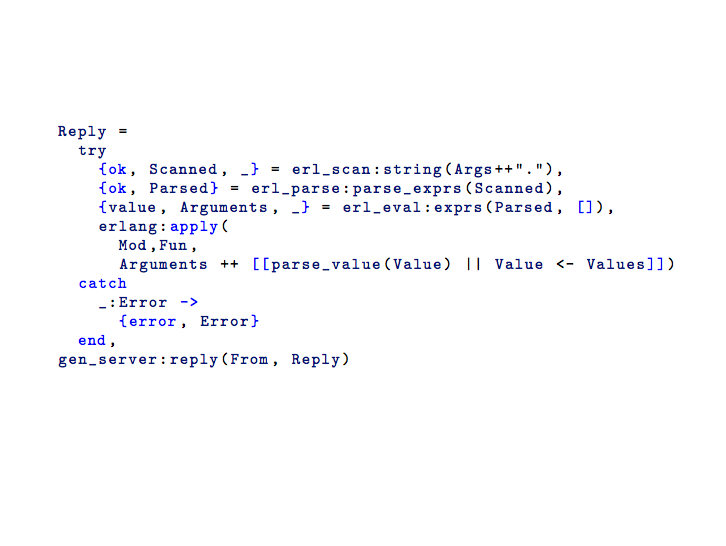 Reply =
  try
    {ok, Scanned, _} = erl_scan:string(Args++"."),
    {ok, Parsed} = erl_parse:parse_exprs(Scanned),
    {value, Arguments, _} = erl_eval:exprs(Parsed, []),
    erlang:apply(
      Mod,Fun,
      Arguments ++ [[parse_value(Value) || Value <- Values]])
  catch
    _:Error ->
      {error, Error}
  end,
gen_server:reply(From, Reply)